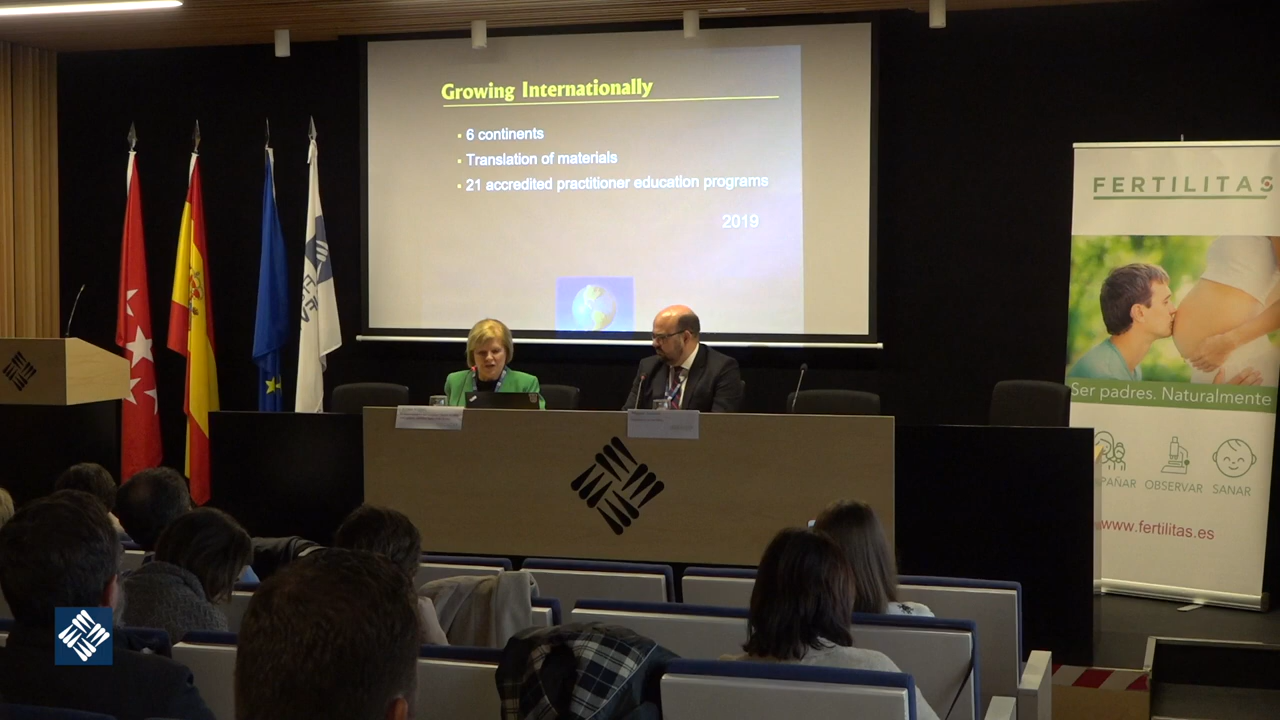 Growing Internationally
6 continents
Translation of materials
21 accredited practitioner education programs
2019
FERTILITAS
Ser padres. Naturalmente
OBSERVAR
SANAR
www.fertilitas.es